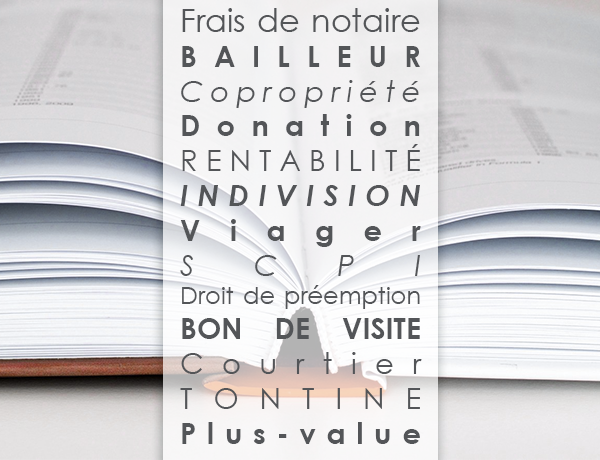 Frais de notaire
BAILLEUR
Copropriété
Donation
RENTABILITÉ
INDIVISION
Viager
SCPI
Droit de préemption
BON DE VISITE
Courtier
TONTINE
Plus-value